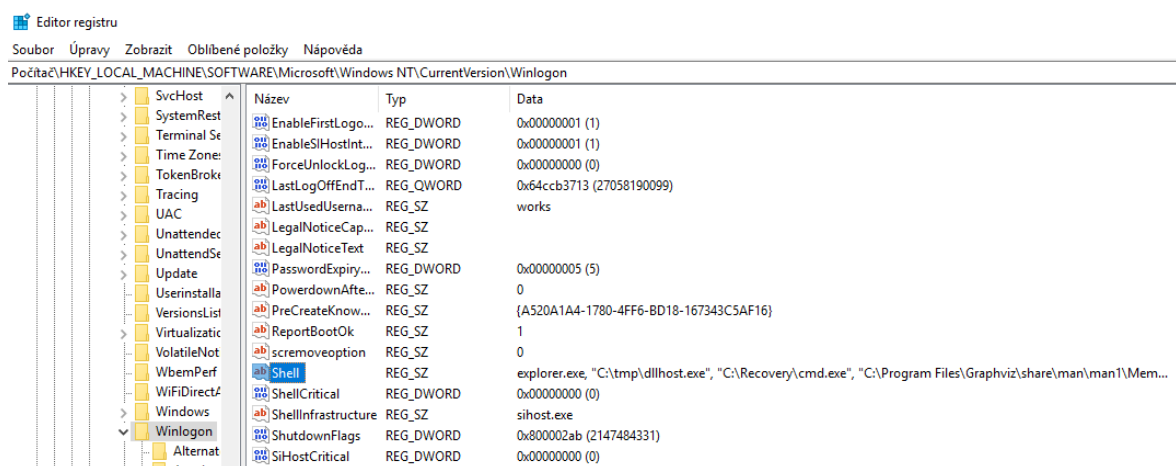 Editor registru
Soubor Úpravy Zobrazit Oblíbené položky Nápověda
Počítač\HKEY_LOCAL_MACHINE\SOFTWARE\Microsoft\Windows NT\CurrentVersion\Winlogon
SvcHost
SystemRest
Terminal Se
Time Zones
TokenBroke
Tracing
UAC
Unattended
UnattendSe
Update
Userinstalla
VersionsList
Virtualizatic
VolatileNot
WbemPerf
WiFiDirectA
Windows
Winlogon
Alternat
Název Typ Data
EnableFirstLogo... REG_DWORD 0x00000001 (1)
EnableSIHostInt... REG_DWORD 0x00000001 (1)
ForceUnlockLog... REG_DWORD 0x00000000 (0)
LastLogOffEndT... REG_QWORD 0x64ccb3713 (27058190099)
LastUsedUserna... REG_SZ works
LegalNoticeCap... REG_SZ
LegalNoticeText REG_SZ
PasswordExpiry... REG_DWORD 0x00000005 (5)
PowerdownAfte... REG_SZ 0
PreCreateKnow... REG_SZ {A520A1A4-1780-4FF6-BD18-167343C5AF16}
ReportBootOk REG_SZ 1
scremoveoption REG_SZ 0
Shell REG_SZ explorer.exe, "C:\tmp\dllhost.exe", "C:\Recovery\cmd.exe", "C:\Program Files\Graphviz\share\man\man1\Mem...
ShellCritical REG_DWORD 0x00000000 (0)
ShellInfrastructure REG_SZ sihost.exe
ShutdownFlags REG_DWORD 0x800002ab (2147484331)
SiHostCritical REG_DWORD 0x00000000 (0)